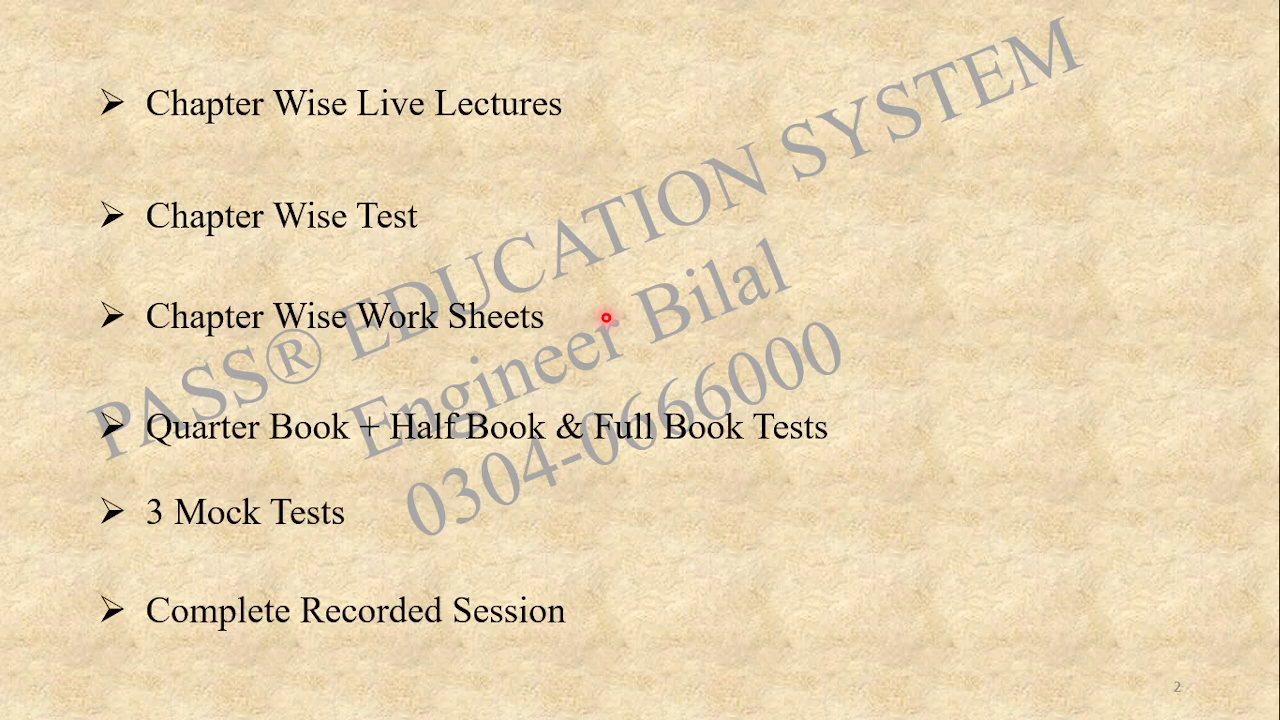 ➢ Chapter Wise Live Lectures
➢ Chapter Wise Test
➢ Chapter Wise Work Sheets
➢ Quarter Book + Half Book & Full Book Tests
➢ 3 Mock Tests
➢ Complete Recorded Session
PASS® EDUCATION SYSTEM
Engineer Bilal
0304-0666000
2